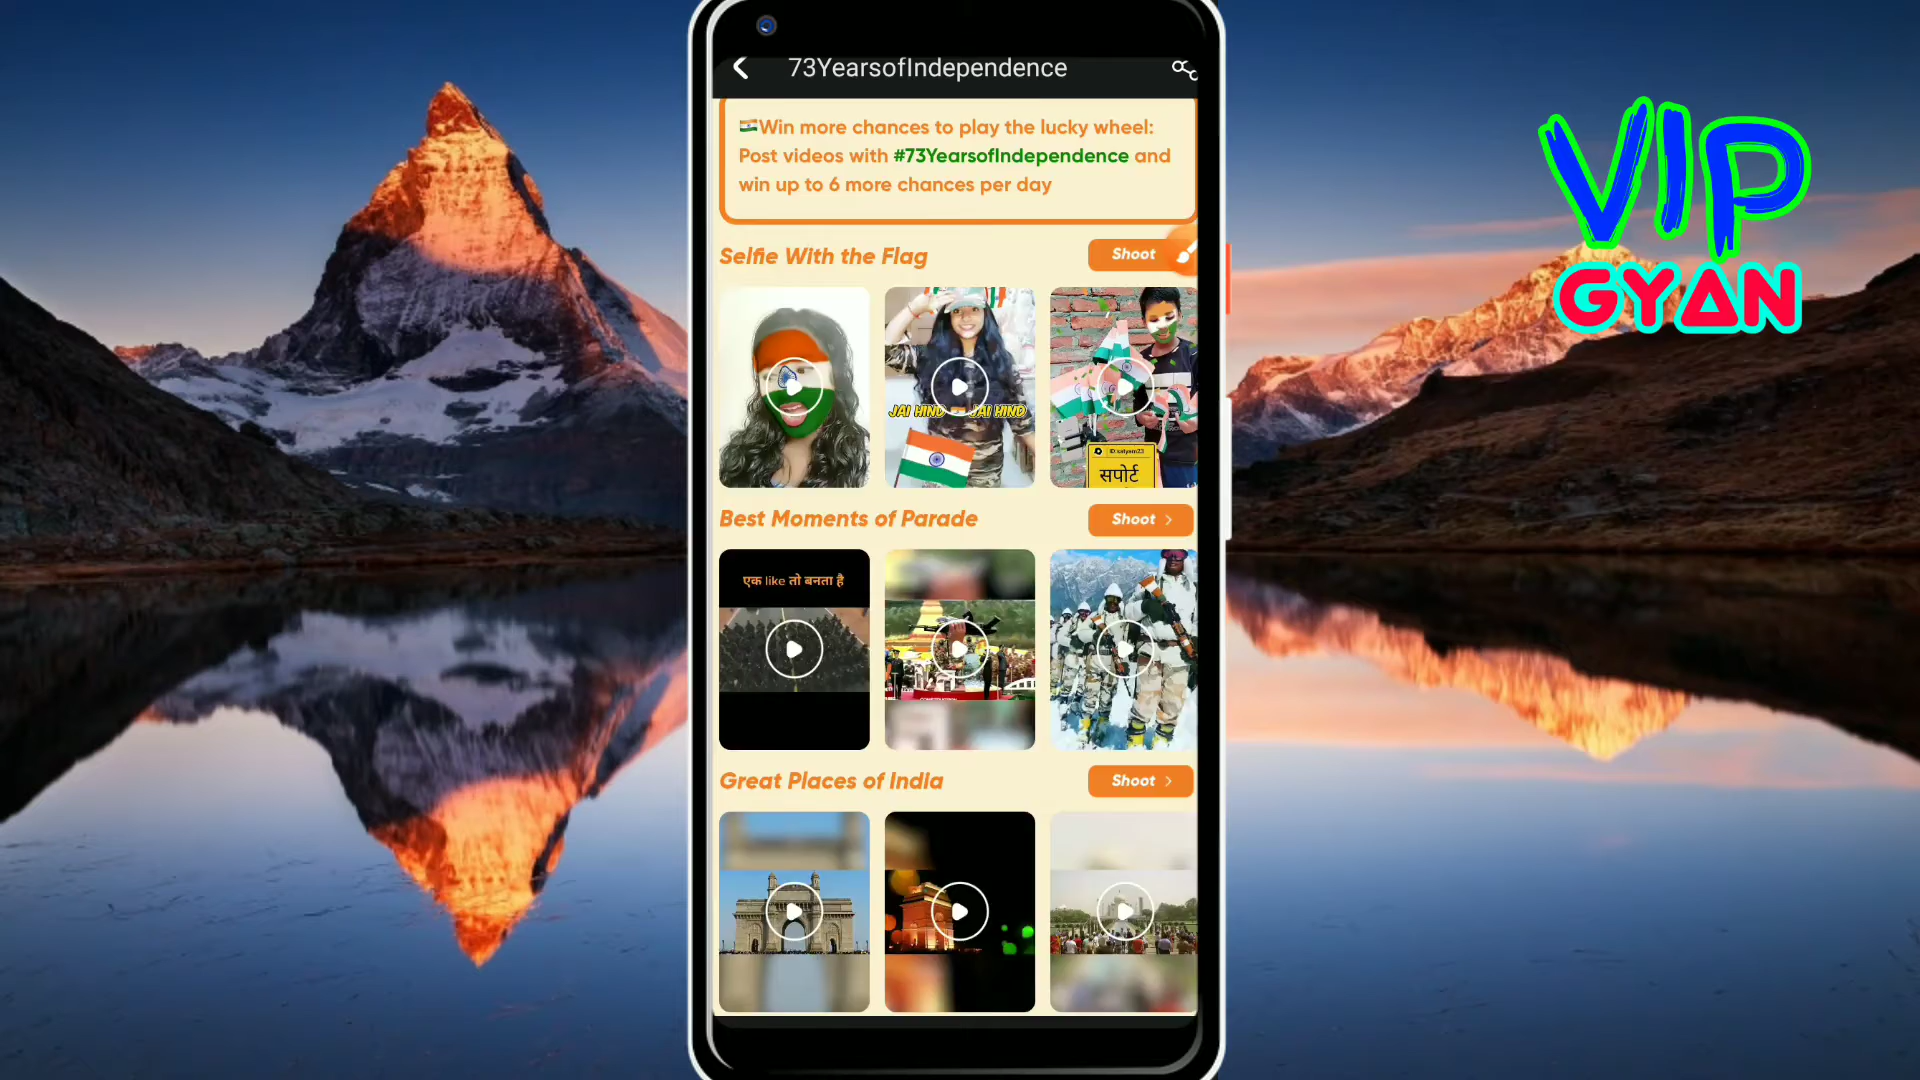 73YearsofIndependence
Win more chances to play the lucky wheel:
Post videos with #73YearsofIndependence and
win up to 6 more chances per day
VIP
GYAN
Selfie With the Flag
Shoot
JAI HIND JAI HIND
ID:satyam23
सपोर्ट
Best Moments of Parade
Shoot
एक like तो बनता है
Great Places of India
Shoot